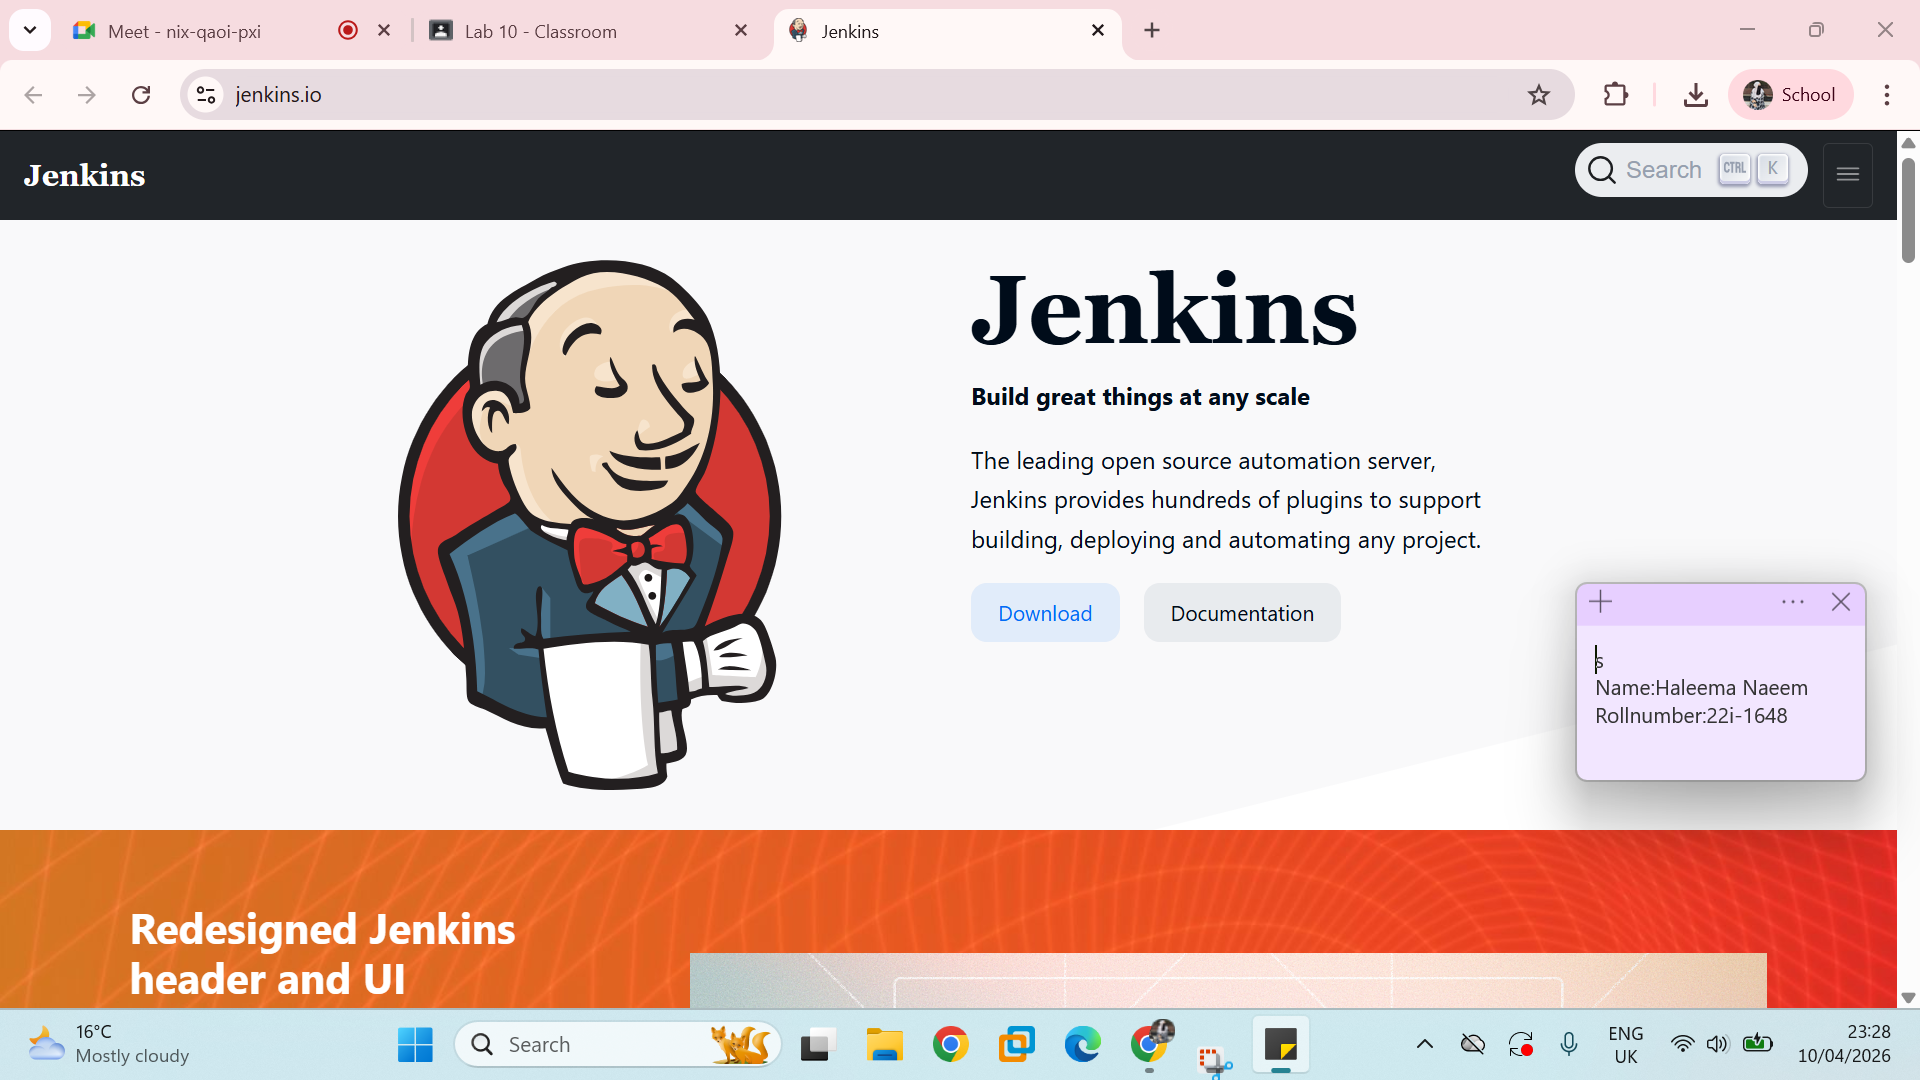 Meet - nix-qaoi-pxi
Lab 10 - Classroom
Jenkins
jenkins.io
School
Jenkins
Search CTRL K
Jenkins
Build great things at any scale
The leading open source automation server,
Jenkins provides hundreds of plugins to support
building, deploying and automating any project.
Download
Documentation
s
Name:Haleema Naeem
Rollnumber:22i-1648
Redesigned Jenkins
header and UI
16°C
Mostly cloudy
Search
ENG
UK
23:28
10/04/2026